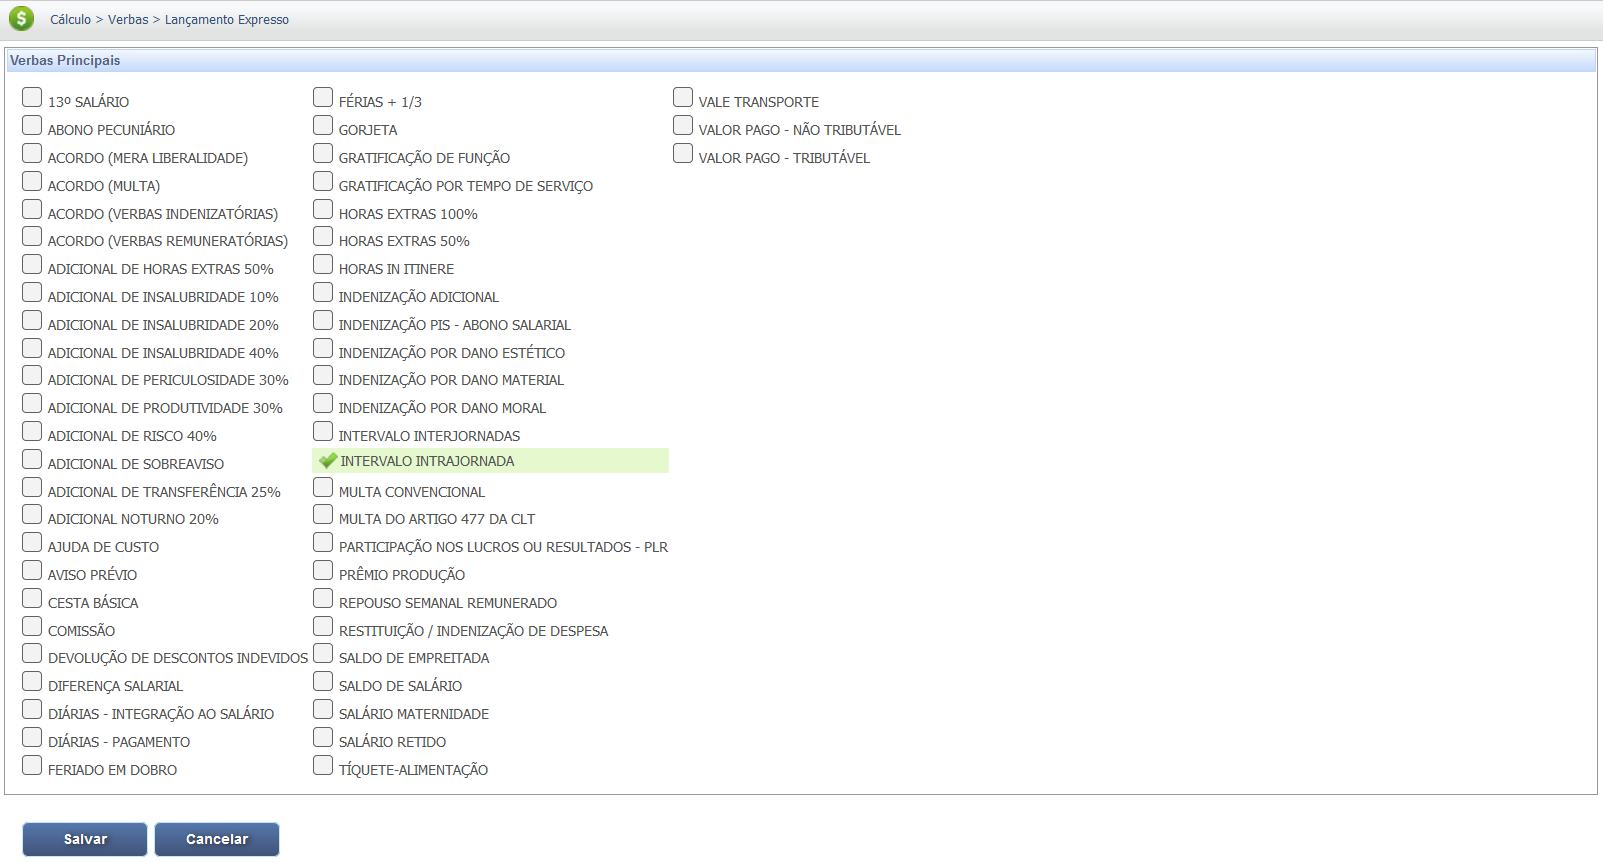 $
Cálculo > Verbas > Lançamento Expresso
Verbas Principais
13º SALÁRIO
ABONO PECUNIÁRIO
ACORDO (MERA LIBERALIDADE)
ACORDO (MULTA)
ACORDO (VERBAS INDENIZATÓRIAS)
ACORDO (VERBAS REMUNERATÓRIAS)
ADICIONAL DE HORAS EXTRAS 50%
ADICIONAL DE INSALUBRIDADE 10%
ADICIONAL DE INSALUBRIDADE 20%
ADICIONAL DE INSALUBRIDADE 40%
ADICIONAL DE PERICULOSIDADE 30%
ADICIONAL DE PRODUTIVIDADE 30%
ADICIONAL DE RISCO 40%
ADICIONAL DE SOBREAVISO
ADICIONAL DE TRANSFERÊNCIA 25%
ADICIONAL NOTURNO 20%
AJUDA DE CUSTO
AVISO PRÉVIO
CESTA BÁSICA
COMISSÃO
DEVOLUÇÃO DE DESCONTOS INDEVIDOS
DIFERENÇA SALARIAL
DIÁRIAS - INTEGRAÇÃO AO SALÁRIO
DIÁRIAS - PAGAMENTO
FERIADO EM DOBRO
FÉRIAS + 1/3
GORJETA
GRATIFICAÇÃO DE FUNÇÃO
GRATIFICAÇÃO POR TEMPO DE SERVIÇO
HORAS EXTRAS 100%
HORAS EXTRAS 50%
HORAS IN ITINERE
INDENIZAÇÃO ADICIONAL
INDENIZAÇÃO PIS - ABONO SALARIAL
INDENIZAÇÃO POR DANO ESTÉTICO
INDENIZAÇÃO POR DANO MATERIAL
INDENIZAÇÃO POR DANO MORAL
INTERVALO INTERJORNADAS
INTERVALO INTRAJORNADA
MULTA CONVENCIONAL
MULTA DO ARTIGO 477 DA CLT
PARTICIPAÇÃO NOS LUCROS OU RESULTADOS - PLR
PRÊMIO PRODUÇÃO
REPOUSO SEMANAL REMUNERADO
RESTITUIÇÃO / INDENIZAÇÃO DE DESPESA
SALDO DE EMPREITADA
SALDO DE SALÁRIO
SALÁRIO MATERNIDADE
SALÁRIO RETIDO
TÍQUETE-ALIMENTAÇÃO
VALE TRANSPORTE
VALOR PAGO - NÃO TRIBUTÁVEL
VALOR PAGO - TRIBUTÁVEL
Salvar
Cancelar